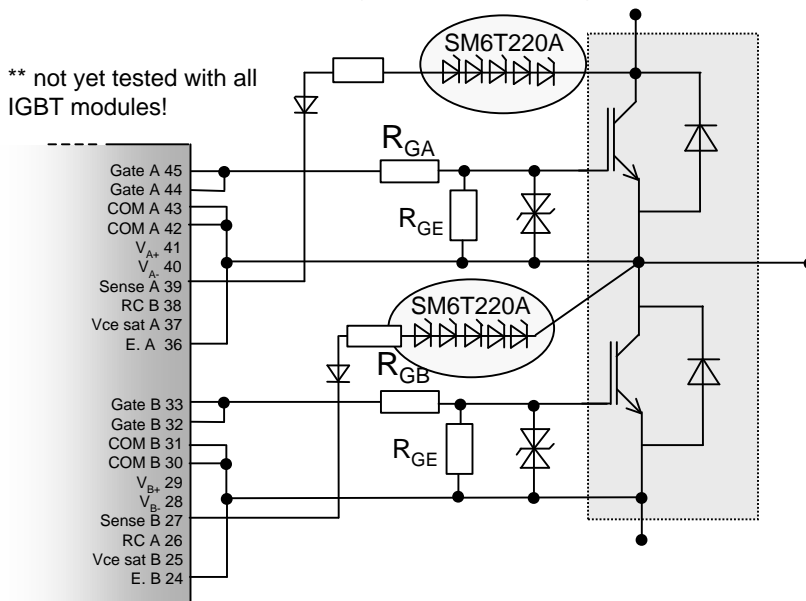 SM6T220A
** not yet tested with all
IGBT modules!
R_GA
Gate A 45
Gate A 44
COM A 43
COM A 42
V_A+ 41
V_A- 40
Sense A 39
RC B 38
Vce sat A 37
E. A 36
R_GE
SM6T220A
R_GB
Gate B 33
Gate B 32
COM B 31
COM B 30
V_B+ 29
V_B- 28
Sense B 27
RC A 26
Vce sat B 25
E. B 24
R_GE